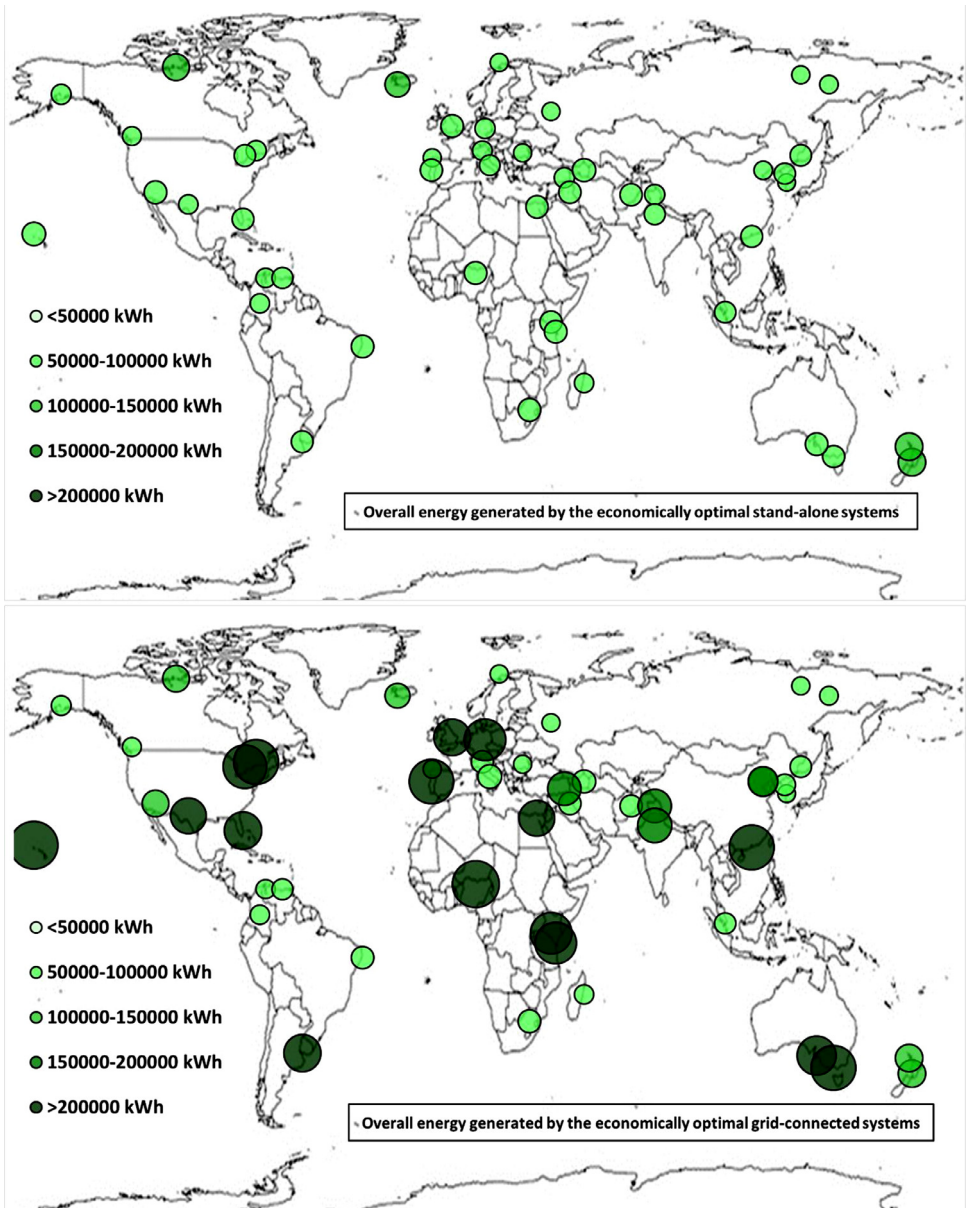 <50000 kWh
50000-100000 kWh
100000-150000 kWh
150000-200000 kWh
>200000 kWh
Overall energy generated by the economically optimal stand-alone systems
<50000 kWh
50000-100000 kWh
100000-150000 kWh
150000-200000 kWh
>200000 kWh
Overall energy generated by the economically optimal grid-connected systems